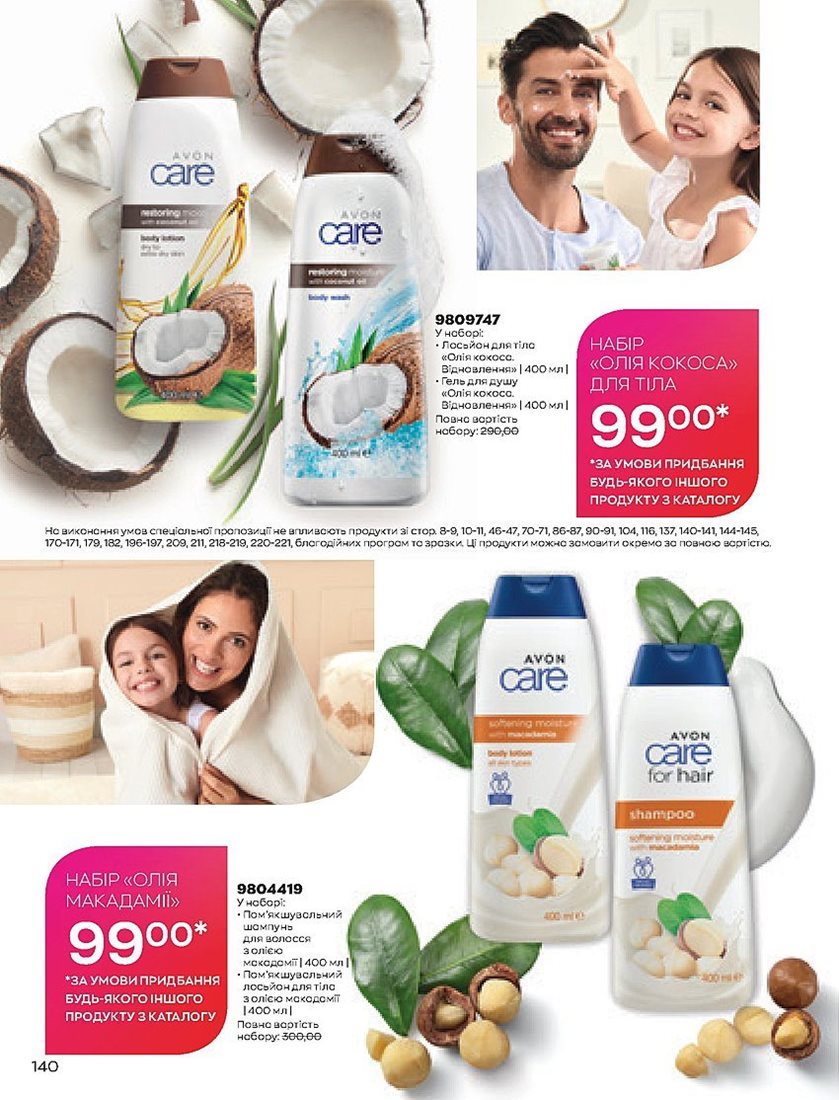 AVON
care
restoring moisture
with coconut oil
body lotion
dry to
extra dry skin
400 ml e
AVON
care
restoring moisture
with coconut oil
body wash
400 ml e
9809747
У наборі:
• Лосьйон для тіла
«Олія кокоса.
Відновлення» | 400 мл |
• Гель для душу
«Олія кокоса.
Відновлення» | 400 мл |
Повна вартість
набору: 290,00
НАБІР
«ОЛІЯ КОКОСА»
ДЛЯ ТІЛА
9900*
*ЗА УМОВИ ПРИДБАННЯ
БУДЬ-ЯКОГО ІНШОГО
ПРОДУКТУ З КАТАЛОГУ
На виконання умов спеціальної пропозиції не впливають продукти зі стор. 8-9, 10-11, 46-47, 70-71, 86-87, 90-91, 104, 116, 137, 140-141, 144-145,
170-171, 179, 182, 196-197, 209, 211, 218-219, 220-221, благодійних програм та зразки. Ці продукти можна замовити окремо за повною вартістю.
AVON
care
softening moisture
with macadamia
body lotion
all skin types
400 ml e
AVON
care
for hair
shampoo
softening moisture
with macadamia
400 ml e
НАБІР «ОЛІЯ
МАКАДАМІЇ»
9900*
*ЗА УМОВИ ПРИДБАННЯ
БУДЬ-ЯКОГО ІНШОГО
ПРОДУКТУ З КАТАЛОГУ
9804419
У наборі:
• Пом'якшувальний
шампунь
для волосся
з олією
макадамії | 400 мл |
• Пом'якшувальний
лосьйон для тіла
з олією макадамії
| 400 мл |
Повна вартість
набору: 300,00
140